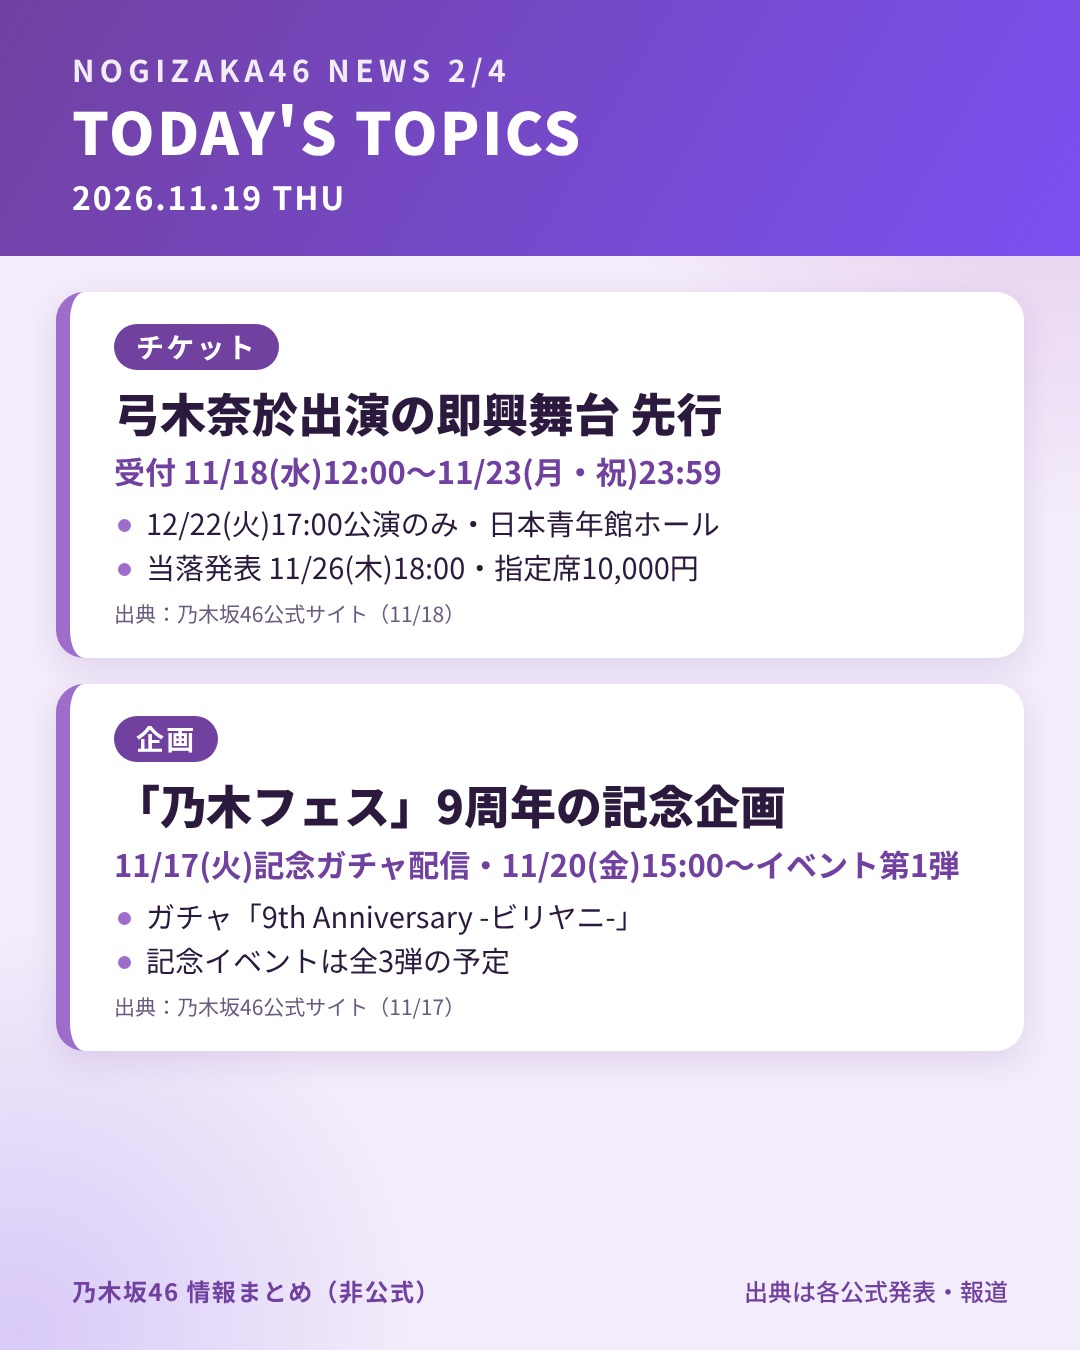 NOGIZAKA46 NEWS 2/4
TODAY'S TOPICS
2026.11.19 THU
チケット
弓木奈於出演の即興舞台 先行
受付 11/18(水)12:00〜11/23(月・祝)23:59
12/22(火)17:00公演のみ・日本青年館ホール
当落発表 11/26(木)18:00・指定席10,000円
出典：乃木坂46公式サイト（11/18）
企画
「乃木フェス」9周年の記念企画
11/17(火)記念ガチャ配信・11/20(金)15:00〜イベント第1弾
ガチャ「9th Anniversary -ビリヤニ-」
記念イベントは全3弾の予定
出典：乃木坂46公式サイト（11/17）
乃木坂46 情報まとめ（非公式）
出典は各公式発表・報道